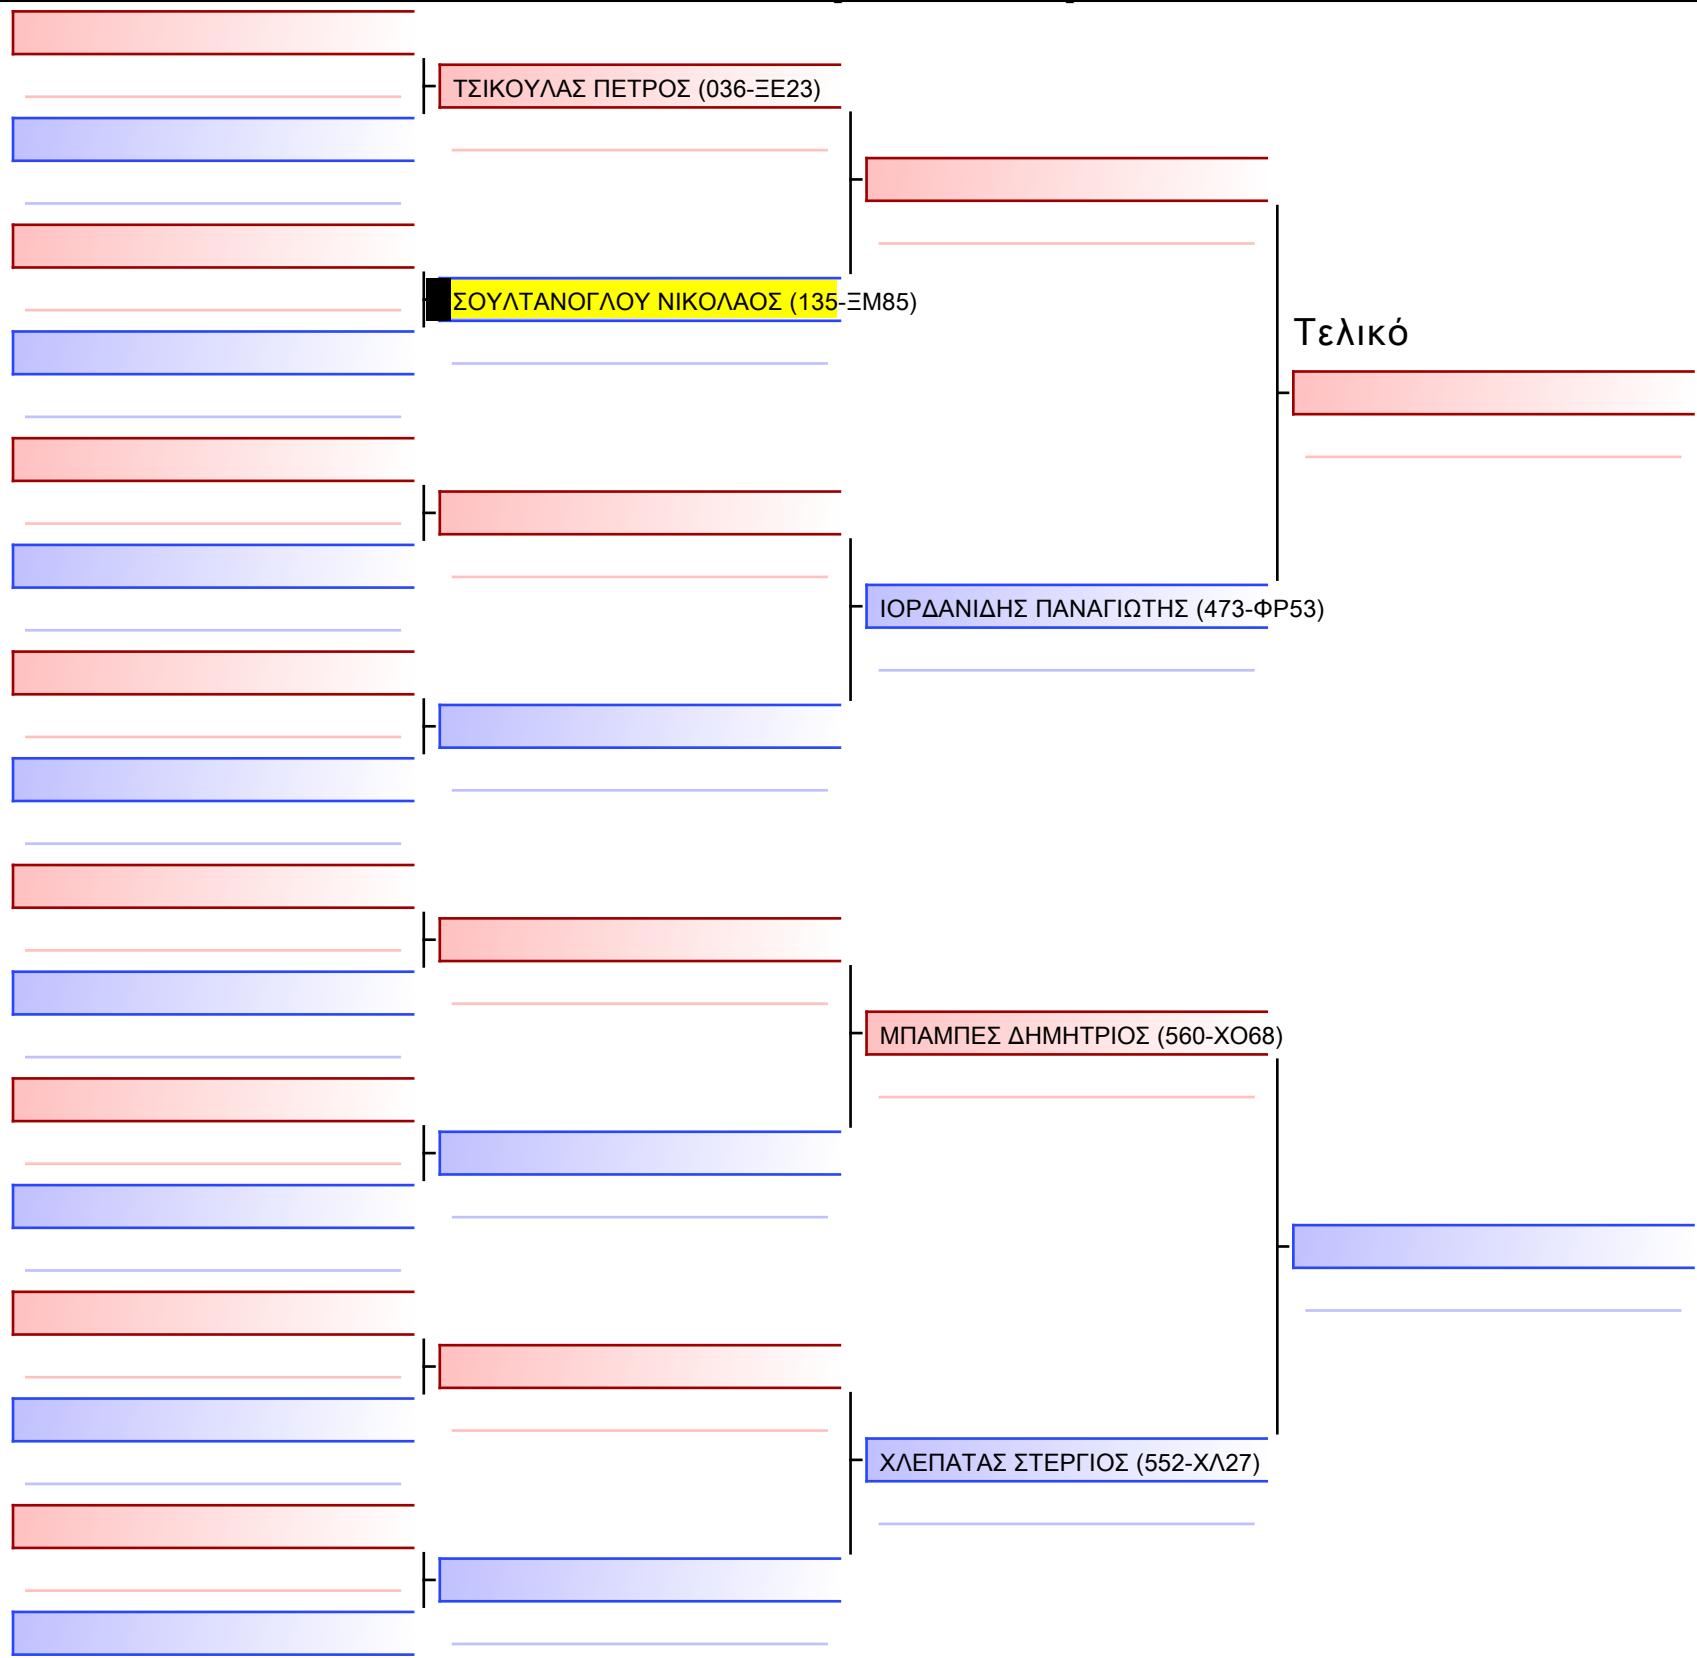 ΤΣΙΚΟΥΛΑΣ ΠΕΤΡΟΣ (036-ΞΕ23)
ΣΟΥΛΤΑΝΟΓΛΟΥ ΝΙΚΟΛΑΟΣ (135-ΞΜ85)
Τελικό
ΙΟΡΔΑΝΙΔΗΣ ΠΑΝΑΓΙΩΤΗΣ (473-ΦΡ53)
ΜΠΑΜΠΕΣ ΔΗΜΗΤΡΙΟΣ (560-ΧΟ68)
ΧΛΕΠΑΤΑΣ ΣΤΕΡΓΙΟΣ (552-ΧΛ27)